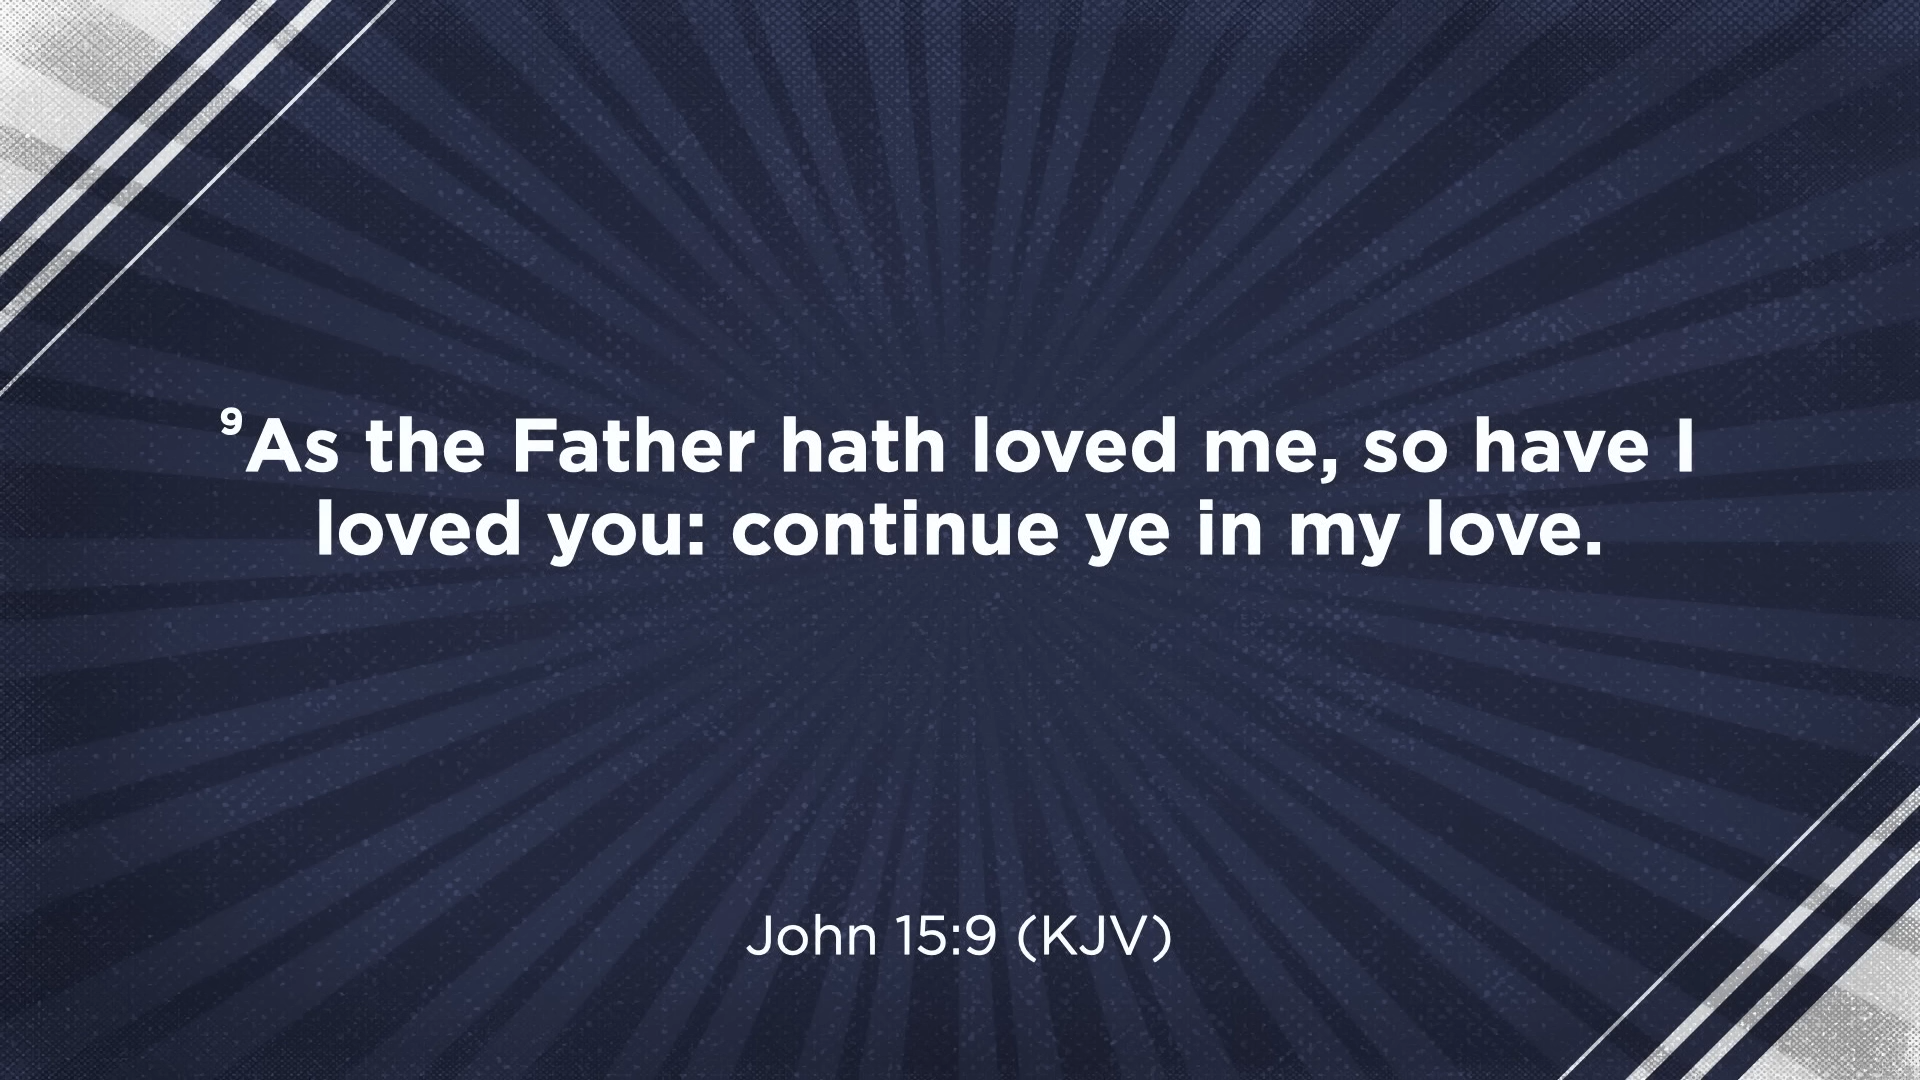 ⁹As the Father hath loved me, so have I
loved you: continue ye in my love.
John 15:9 (KJV)